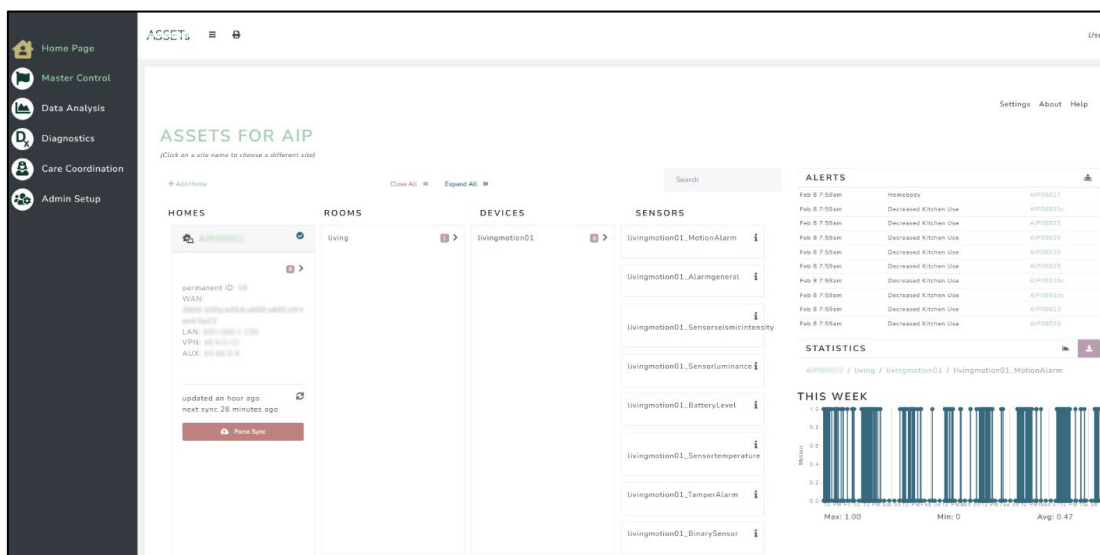 Home Page
Master Control
Data Analysis
Diagnostics
Care Coordination
Admin Setup
ASSETs
Use
Settings About Help
ASSETS FOR AIP
(Click on a site name to choose a different site)
+ Add Home
Close All
Expand All
Search
HOMES
ROOMS
DEVICES
SENSORS
permanent ID:
WAN:
LAN:
VPN:
AUX:
updated an hour ago
next sync 26 minutes ago
Force Sync
living
1
livingmotion01
8
livingmotion01_MotionAlarm
livingmotion01_Alarmgeneral
livingmotion01_Sensorseismicintensity
livingmotion01_Sensorluminance
livingmotion01_BatteryLevel
livingmotion01_Sensortemperature
livingmotion01_TamperAlarm
livingmotion01_BinarySensor
ALERTS
Feb 8 7:59am Homebody
Feb 8 7:59am Decreased Kitchen Use
Feb 8 7:59am Decreased Kitchen Use
Feb 8 7:59am Decreased Kitchen Use
Feb 8 7:59am Decreased Kitchen Use
Feb 8 7:59am Decreased Kitchen Use
Feb 8 7:59am Decreased Kitchen Use
Feb 8 7:59am Decreased Kitchen Use
Feb 8 7:59am Decreased Kitchen Use
Feb 8 7:59am Decreased Kitchen Use
STATISTICS
/ living / livingmotion01 / livingmotion01_MotionAlarm
THIS WEEK
Motion
1.0
0.8
0.6
0.4
0.2
0.0
Max: 1.00 Min: 0 Avg: 0.47